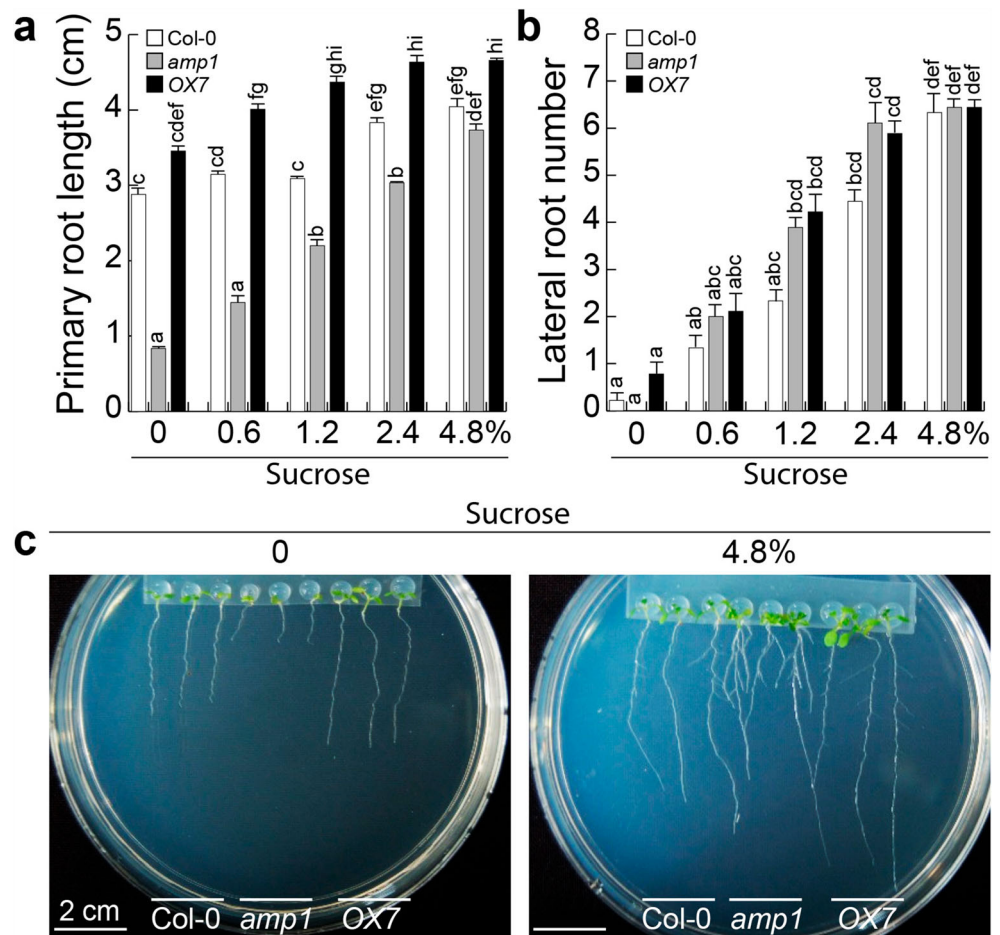 a
Primary root length (cm)
5
4
3
2
1
0
Col-0
amp1
OX7
c
a
cdef
cd
a
fg
c
b
ghi
efg
b
hi
efg
def
hi
0 0.6 1.2 2.4 4.8%
Sucrose
b
Lateral root number
8
7
6
5
4
3
2
1
0
Col-0
amp1
OX7
a
a
a
ab
abc
abc
bcd
bcd
bcd
bcd
cd
cd
def
def
def
0 0.6 1.2 2.4 4.8%
Sucrose
c
Sucrose
0 4.8%
2 cm
Col-0 amp1 OX7
Col-0 amp1 OX7